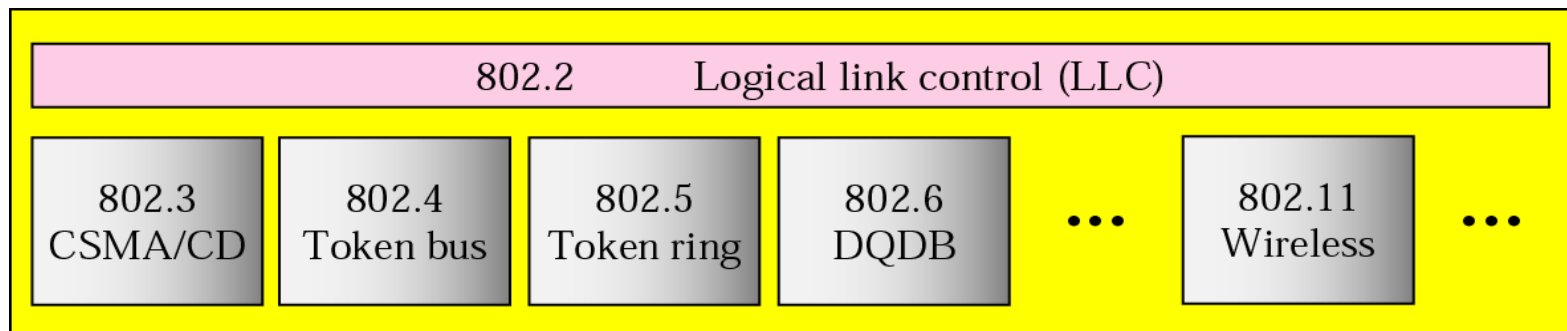 802.2 Logical link control (LLC)
802.3
CSMA/CD
802.4
Token bus
802.5
Token ring
802.6
DQDB
...
802.11
Wireless
...